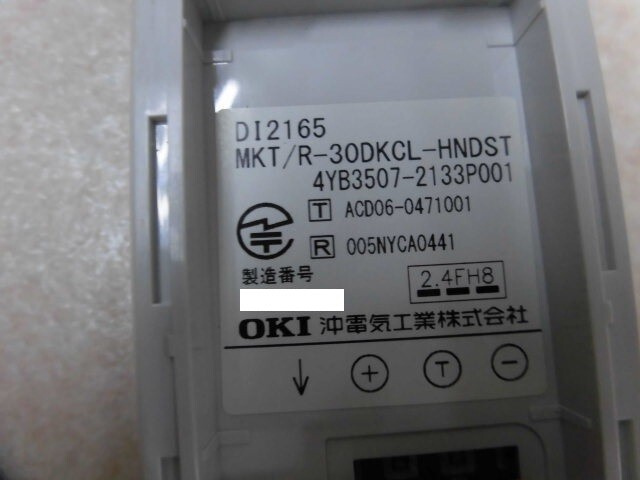 DI2165
MKT/R-30DKCL-HNDST
4YB3507-2133P001
T ACD06-0471001
R 005NYCA0441
製造番号
2.4FH8
OKI 沖電気工業株式会社
↓ + T -